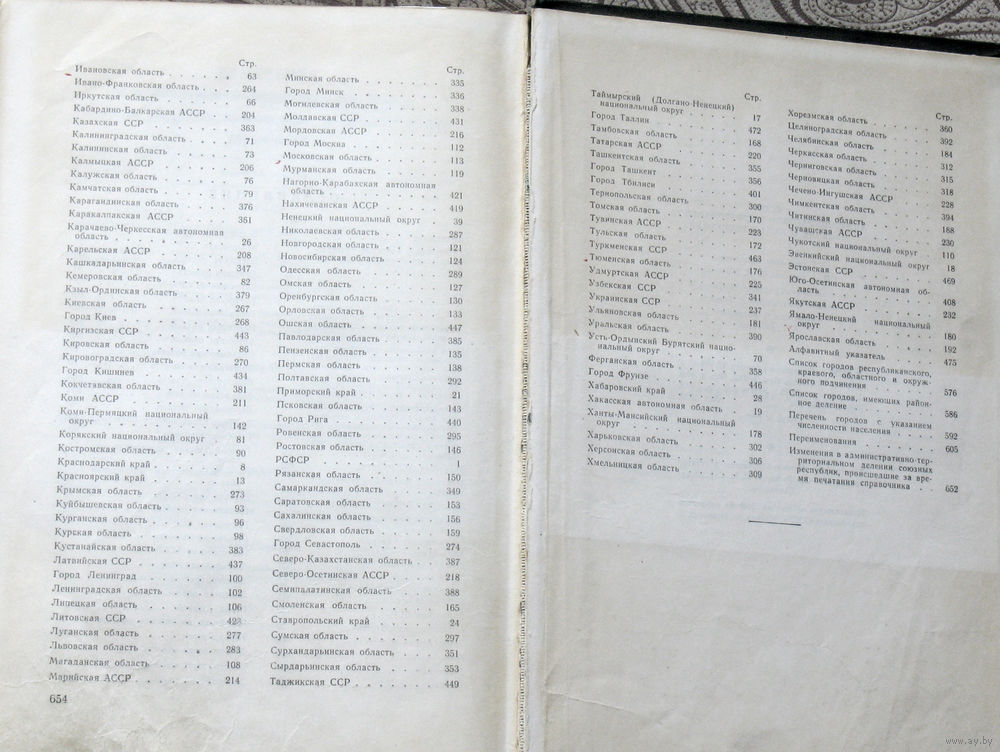 Стр.
Ивановская область . . . . . . 63
Ивано-Франковская область . . . 264
Иркутская область . . . . . . 66
Кабардино-Балкарская АССР 204
Казахская ССР . . . . . . . 363
Калининградская область . . . . 71
Калининская область . . . . . 73
Калмыцкая АССР . . . . . . 206
Калужская область . . . . . . 76
Камчатская область . . . . . . 79
Карагандинская область . . . . 376
Каракалпакская АССР . . . . 361
Карачаево-Черкесская автономная
область . . . . . . . . . . 26
Карельская АССР . . . . . . 208
Кашкадарьинская область . . . . 347
Кемеровская область . . . . . 82
Кзыл-Ординская область . . . . 379
Киевская область . . . . . . 267
Город Киев . . . . . . . . . 268
Киргизская ССР . . . . . . . 443
Кировская область . . . . . . 86
Кировоградская область . . . . 270
Город Кишинев . . . . . . . 434
Кокчетавская область . . . . . 381
Коми АССР . . . . . . . . . 211
Коми-Пермяцкий национальный
округ . . . . . . . . . . . 142
Корякский национальный округ 81
Костромская область . . . . . 90
Краснодарский край . . . . . 8
Красноярский край . . . . . . 13
Крымская область . . . . . . 273
Куйбышевская область . . . . . 93
Курганская область . . . . . . 96
Курская область . . . . . . . 98
Кустанайская область . . . . . 383
Латвийская ССР . . . . . . . 437
Город Ленинград . . . . . . . 100
Ленинградская область . . . . . 102
Липецкая область . . . . . . 106
Литовская ССР . . . . . . . 428
Луганская область . . . . . . 277
Львовская область . . . . . . 283
Магаданская область . . . . . 108
Марийская АССР . . . . . . . 214
654
Стр.
Минская область . . . . . . . 335
Город Минск . . . . . . . . 336
Могилевская область . . . . . 338
Молдавская ССР . . . . . . . 431
Мордовская АССР . . . . . . 216
Город Москва . . . . . . . . 112
Московская область . . . . . . 113
Мурманская область . . . . . . 119
Нагорно-Карабахская автономная
область . . . . . . . . . . 421
Нахичеванская АССР . . . . . 419
Ненецкий национальный округ 39
Николаевская область . . . . . 287
Новгородская область . . . . . 121
Новосибирская область . . . . . 124
Одесская область . . . . . . . 289
Омская область . . . . . . . 127
Оренбургская область . . . . . 130
Орловская область . . . . . . 133
Ошская область . . . . . . . 447
Павлодарская область . . . . . 385
Пензенская область . . . . . . 135
Пермская область . . . . . . 138
Полтавская область . . . . . . 292
Приморский край . . . . . . . 21
Псковская область . . . . . . 143
Город Рига . . . . . . . . . 440
Ровенская область . . . . . . 295
Ростовская область . . . . . . 146
РСФСР . . . . . . . . . . . 1
Рязанская область . . . . . . 150
Самаркандская область . . . . . 349
Саратовская область . . . . . 153
Сахалинская область . . . . . 156
Свердловская область . . . . . 159
Город Севастополь . . . . . . 274
Северо-Казахстанская область . . 387
Северо-Осетинская АССР . . . . 218
Семипалатинская область . . . . 388
Смоленская область . . . . . . 165
Ставропольский край . . . . . 24
Сумская область . . . . . . . 297
Сурхандарьинская область . . . . 351
Сырдарьинская область . . . . . 353
Таджикская ССР . . . . . . . 449
Стр.
Таймырский (Долгано-Ненецкий)
национальный округ . . . . . 17
Город Таллин . . . . . . . . 472
Тамбовская область . . . . . . 168
Татарская АССР . . . . . . . 220
Ташкентская область . . . . . 355
Город Ташкент . . . . . . . 356
Город Тбилиси . . . . . . . 401
Тернопольская область . . . . . 300
Томская область . . . . . . . 170
Тувинская АССР . . . . . . . 223
Тульская область . . . . . . 172
Туркменская ССР . . . . . . 463
Тюменская область . . . . . . 176
Удмуртская АССР . . . . . . 225
Узбекская ССР . . . . . . . 341
Украинская ССР . . . . . . . 237
Ульяновская область . . . . . 181
Уральская область . . . . . . 390
Усть-Ордынский Бурятский нацио-
нальный округ . . . . . . . 70
Ферганская область . . . . . . 358
Город Фрунзе . . . . . . . . 446
Хабаровский край . . . . . . 28
Хакасская автономная область . . 19
Ханты-Мансийский национальный
округ . . . . . . . . . . . 178
Харьковская область . . . . . 302
Херсонская область . . . . . . 306
Хмельницкая область . . . . . 309
Стр.
Хорезмская область . . . . . . 360
Целиноградская область . . . . 392
Челябинская область . . . . . 184
Черкасская область . . . . . . 312
Черниговская область . . . . . 315
Черновицкая область . . . . . 318
Чечено-Ингушская АССР . . . . 228
Чимкентская область . . . . . 394
Читинская область . . . . . . 188
Чувашская АССР . . . . . . . 230
Чукотский национальный округ 110
Эвенкийский национальный округ 18
Эстонская ССР . . . . . . . 469
Юго-Осетинская автономная об-
ласть . . . . . . . . . . . 408
Якутская АССР . . . . . . . 232
Ямало-Ненецкий национальный
округ . . . . . . . . . . . 180
Ярославская область . . . . . 192
Алфавитный указатель . . . . . 475
Список городов республиканского,
краевого, областного и окруж-
ного подчинения . . . . . . 576
Список городов, имеющих район-
ное деление . . . . . . . . 586
Перечень городов с указанием
численности населения . . . . 592
Переименования . . . . . . . 605
Изменения в административно-тер-
риториальном делении союзных
республик, происшедшие за вре-
мя печатания справочника . . 652
www.ay.by